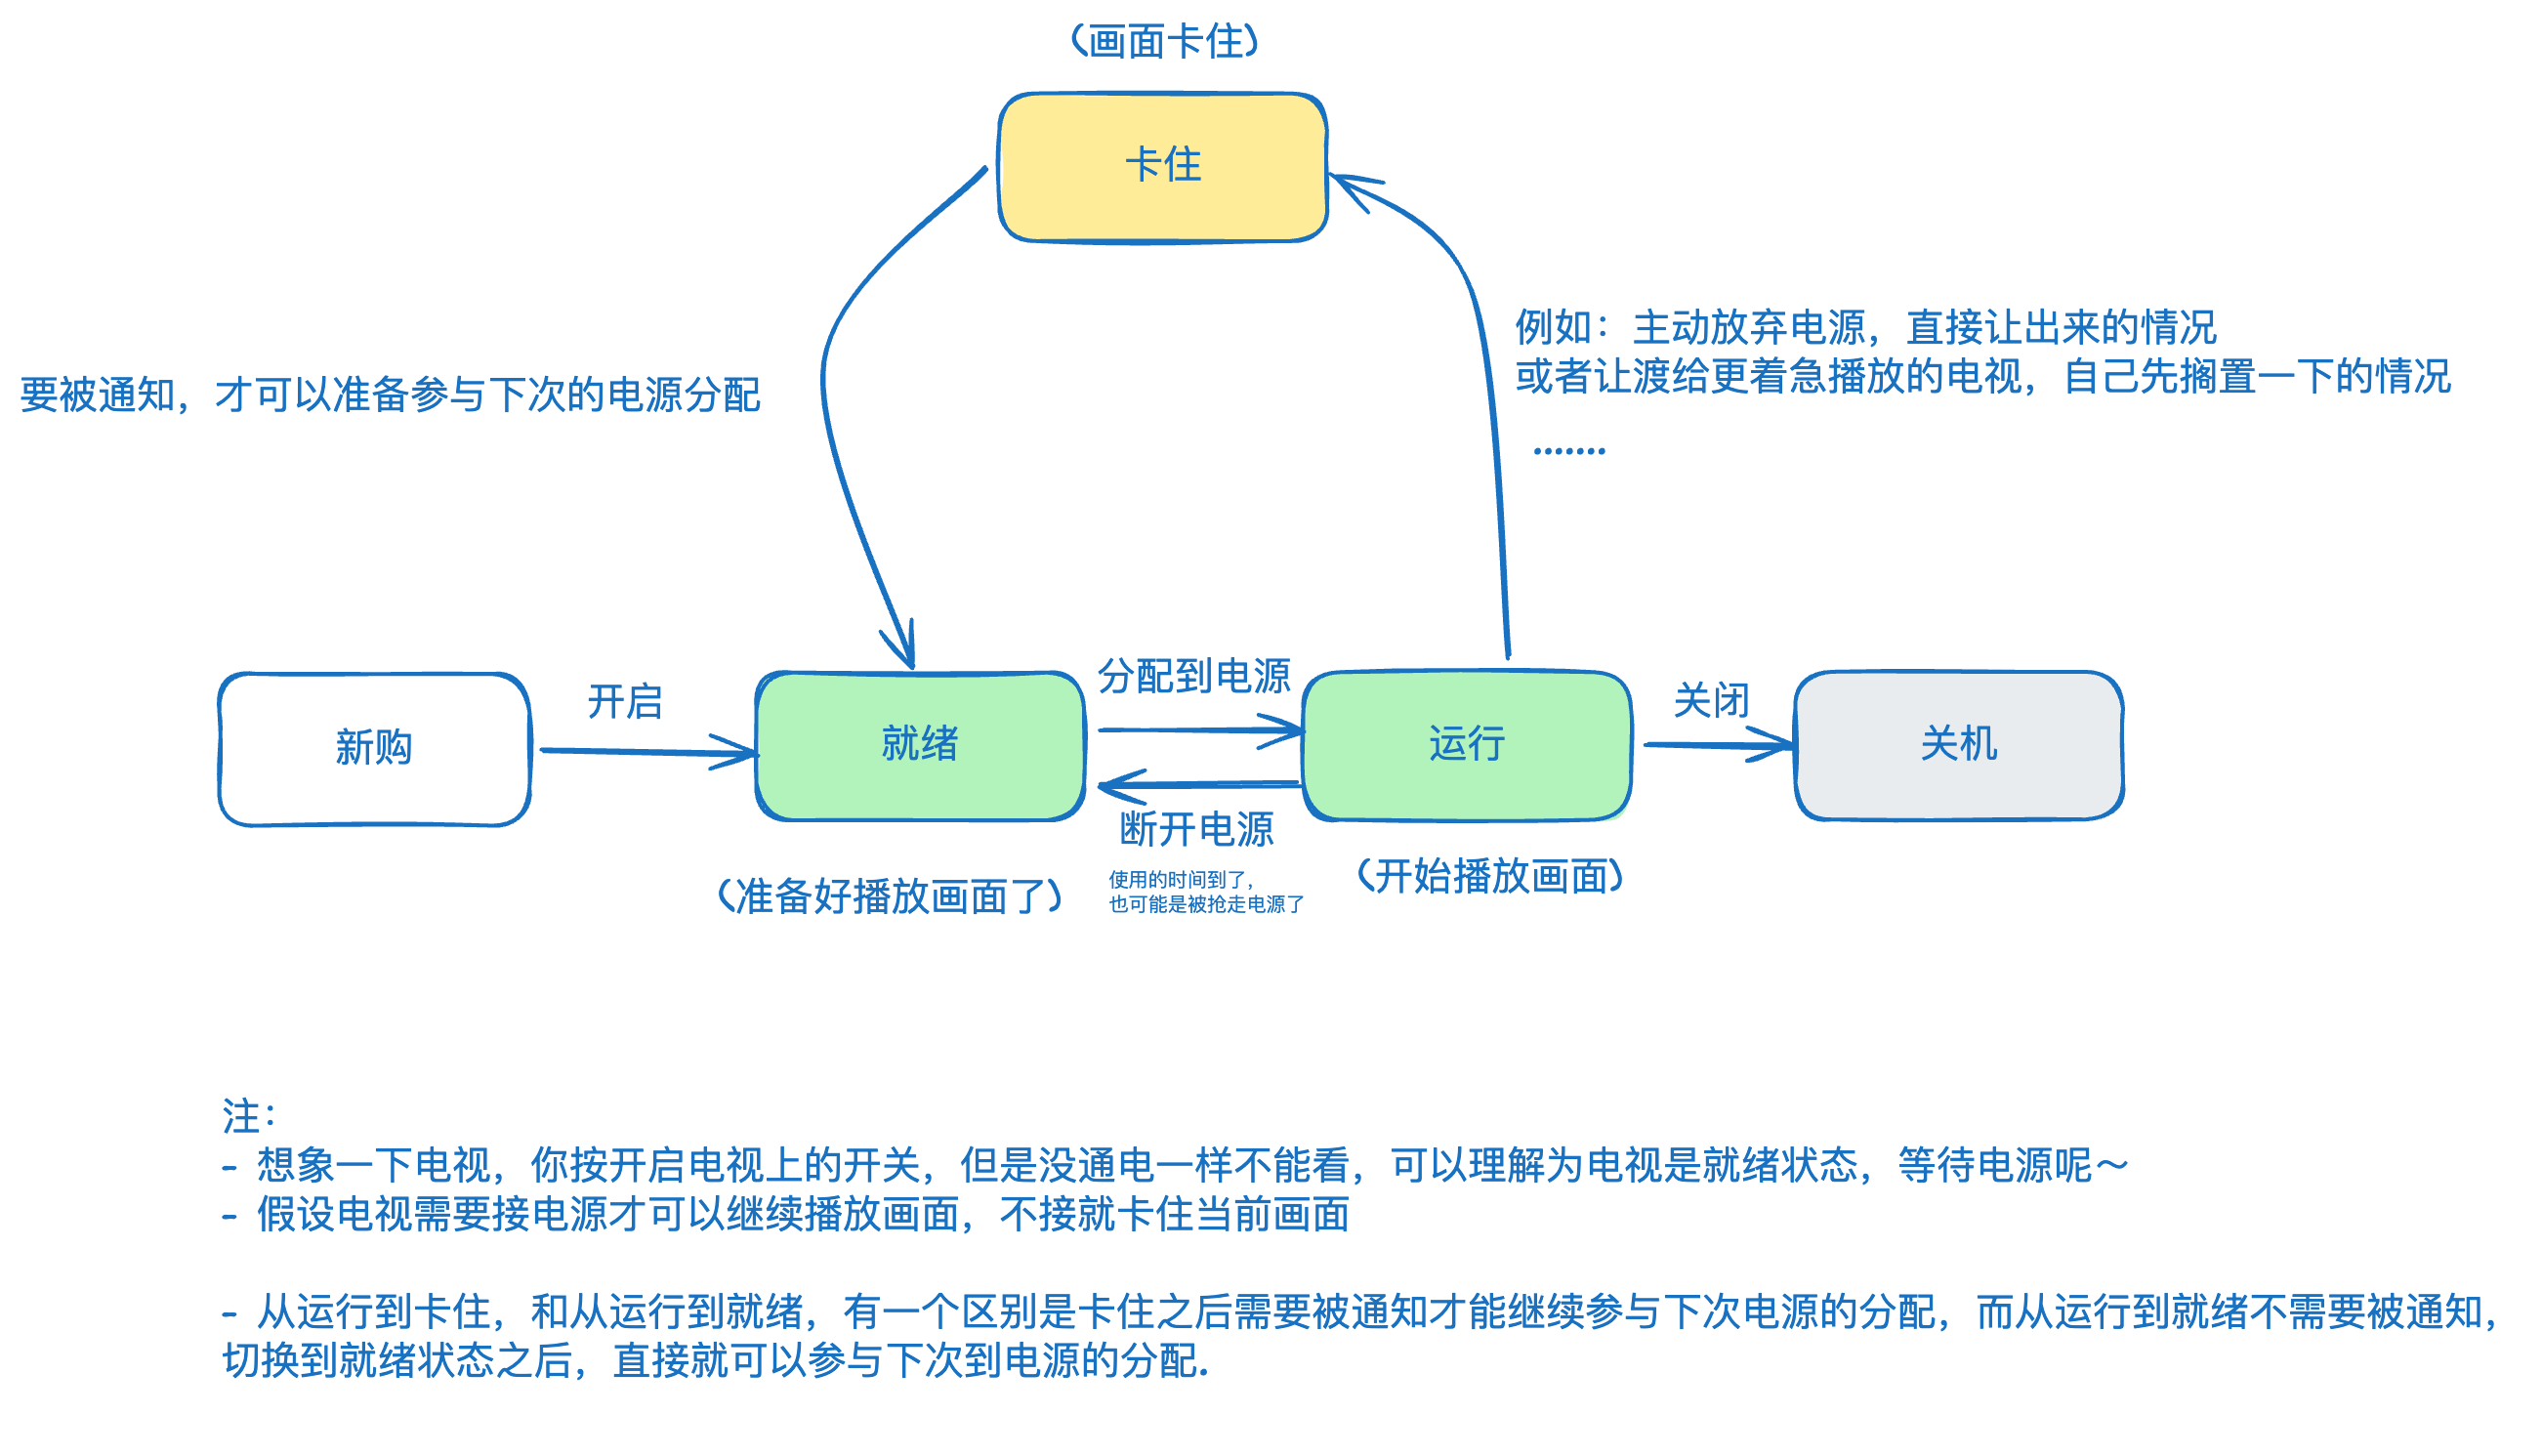 （画面卡住）
卡住
例如：主动放弃电源，直接让出来的情况
或者让渡给更着急播放的电视，自己先搁置一下的情况
.......
要被通知，才可以准备参与下次的电源分配
新购
开启
就绪
分配到电源
断开电源
使用的时间到了，
也可能是被抢走电源了
运行
关闭
关机
（准备好播放画面了）
（开始播放画面）
注：
- 想象一下电视，你按开启电视上的开关，但是没通电一样不能看，可以理解为电视是就绪状态，等待电源呢～
- 假设电视需要接电源才可以继续播放画面，不接就卡住当前画面
- 从运行到卡住，和从运行到就绪，有一个区别是卡住之后需要被通知才能继续参与下次电源的分配，而从运行到就绪不需要被通知，
切换到就绪状态之后，直接就可以参与下次到电源的分配.